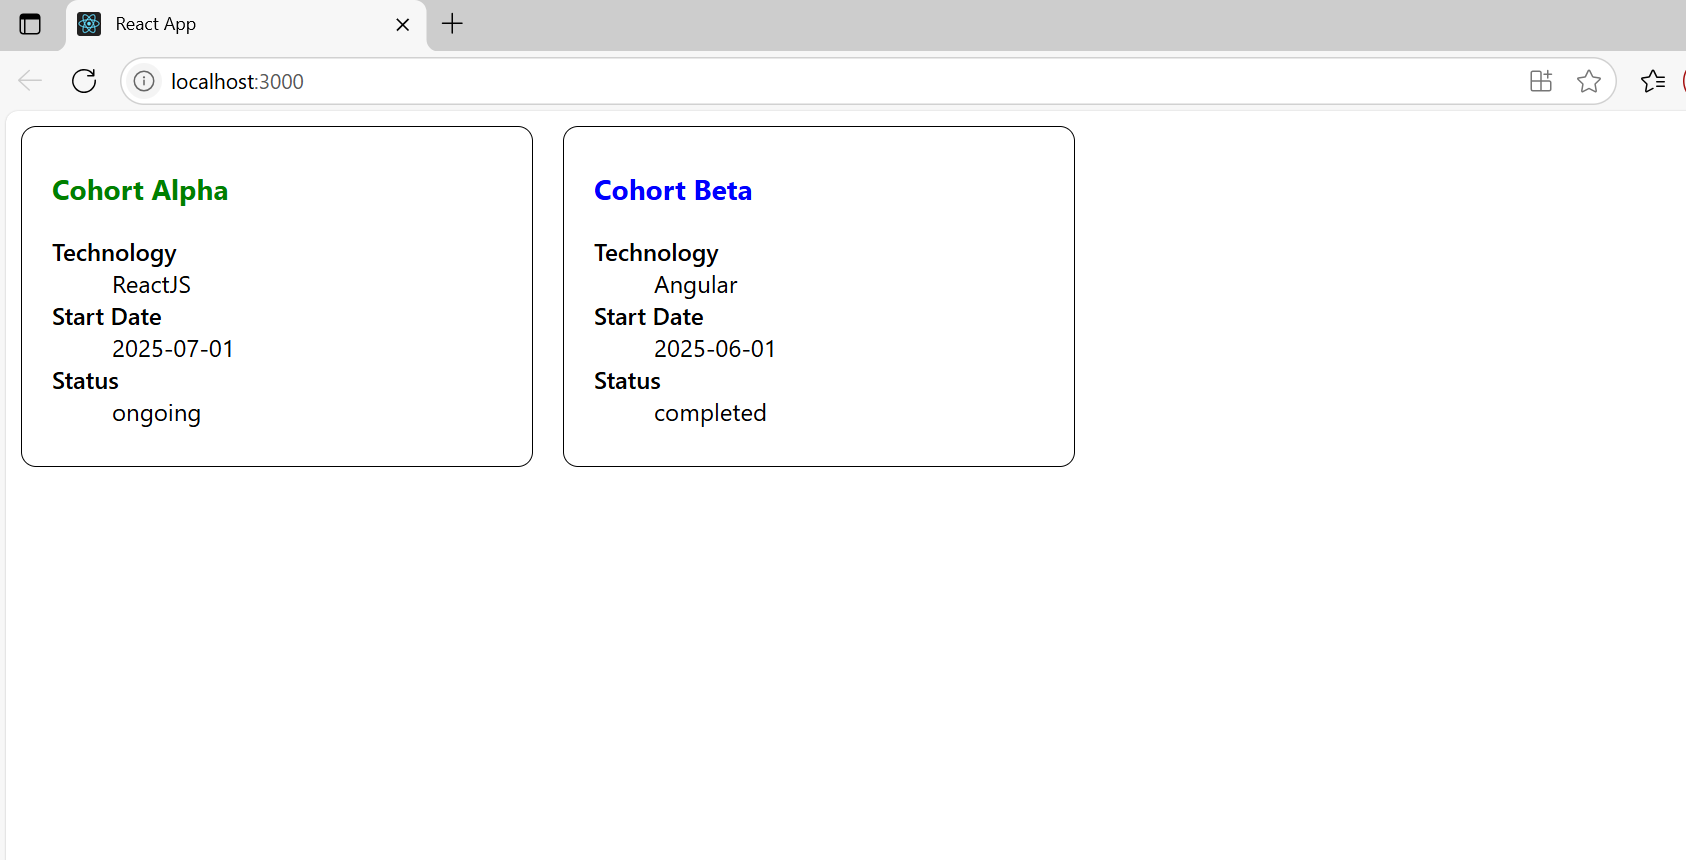 React App
localhost:3000
Cohort Alpha
Technology
ReactJS
Start Date
2025-07-01
Status
ongoing
Cohort Beta
Technology
Angular
Start Date
2025-06-01
Status
completed